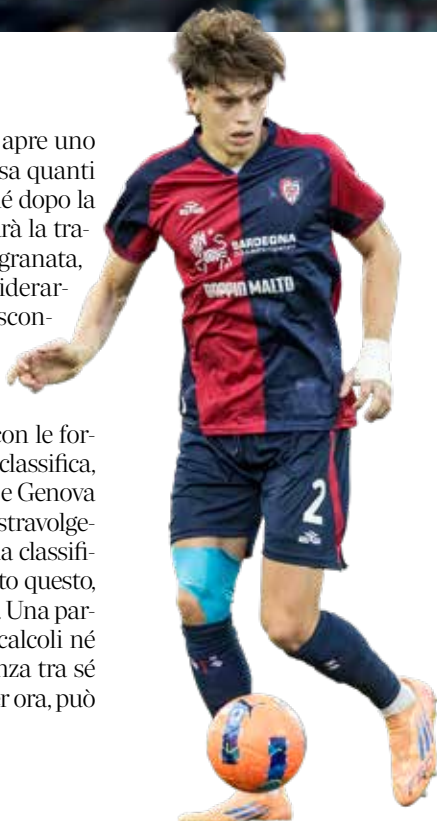 apre uno
sa quanti
é dopo la
rà la tra-
granata,
iderar-
scon-
con le for-
classifica,
e Genova
stravolge-
a classifi-
to questo,
. Una par-
calcoli né
nza tra sé
r ora, può
SARDEGNA
DOPPIO MALTO
2